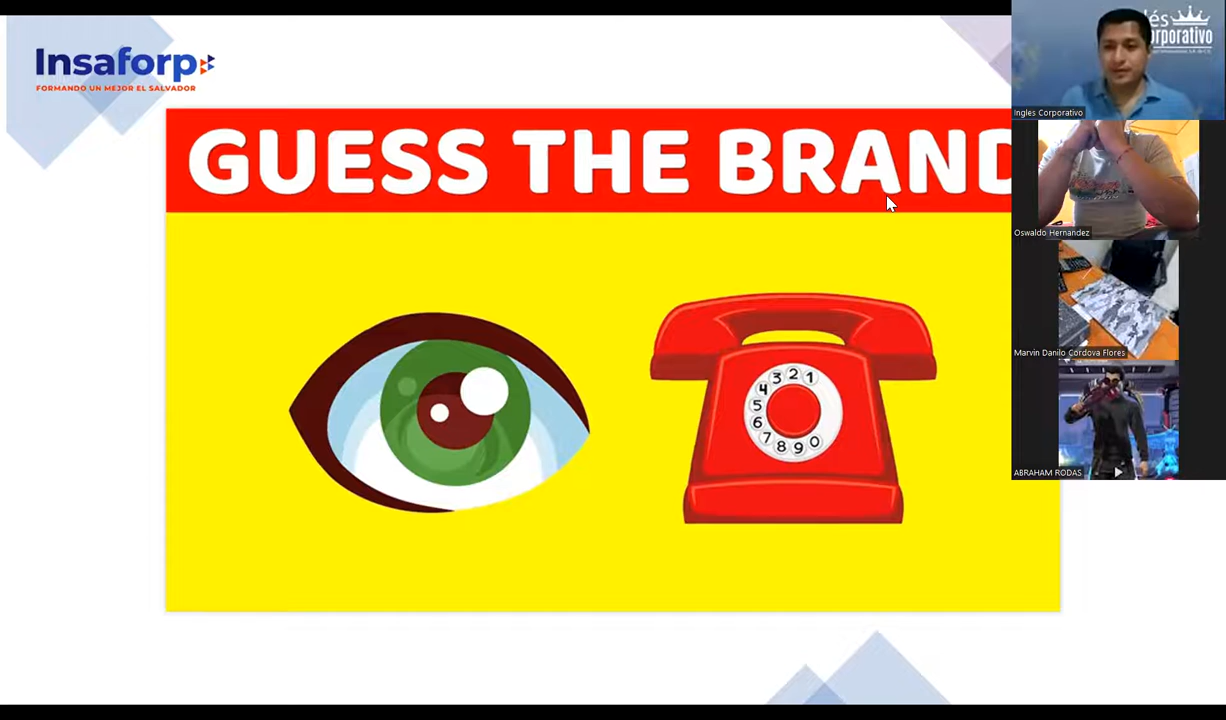 Insaforp
FORMANDO UN MEJOR EL SALVADOR
GUESS THE BRAND
3 2 1
4
5
6
7
8 9 0
Ingles Corporativo
Oswaldo Hernandez
Marvin Danilo Cordova Flores
ABRAHAM RODAS